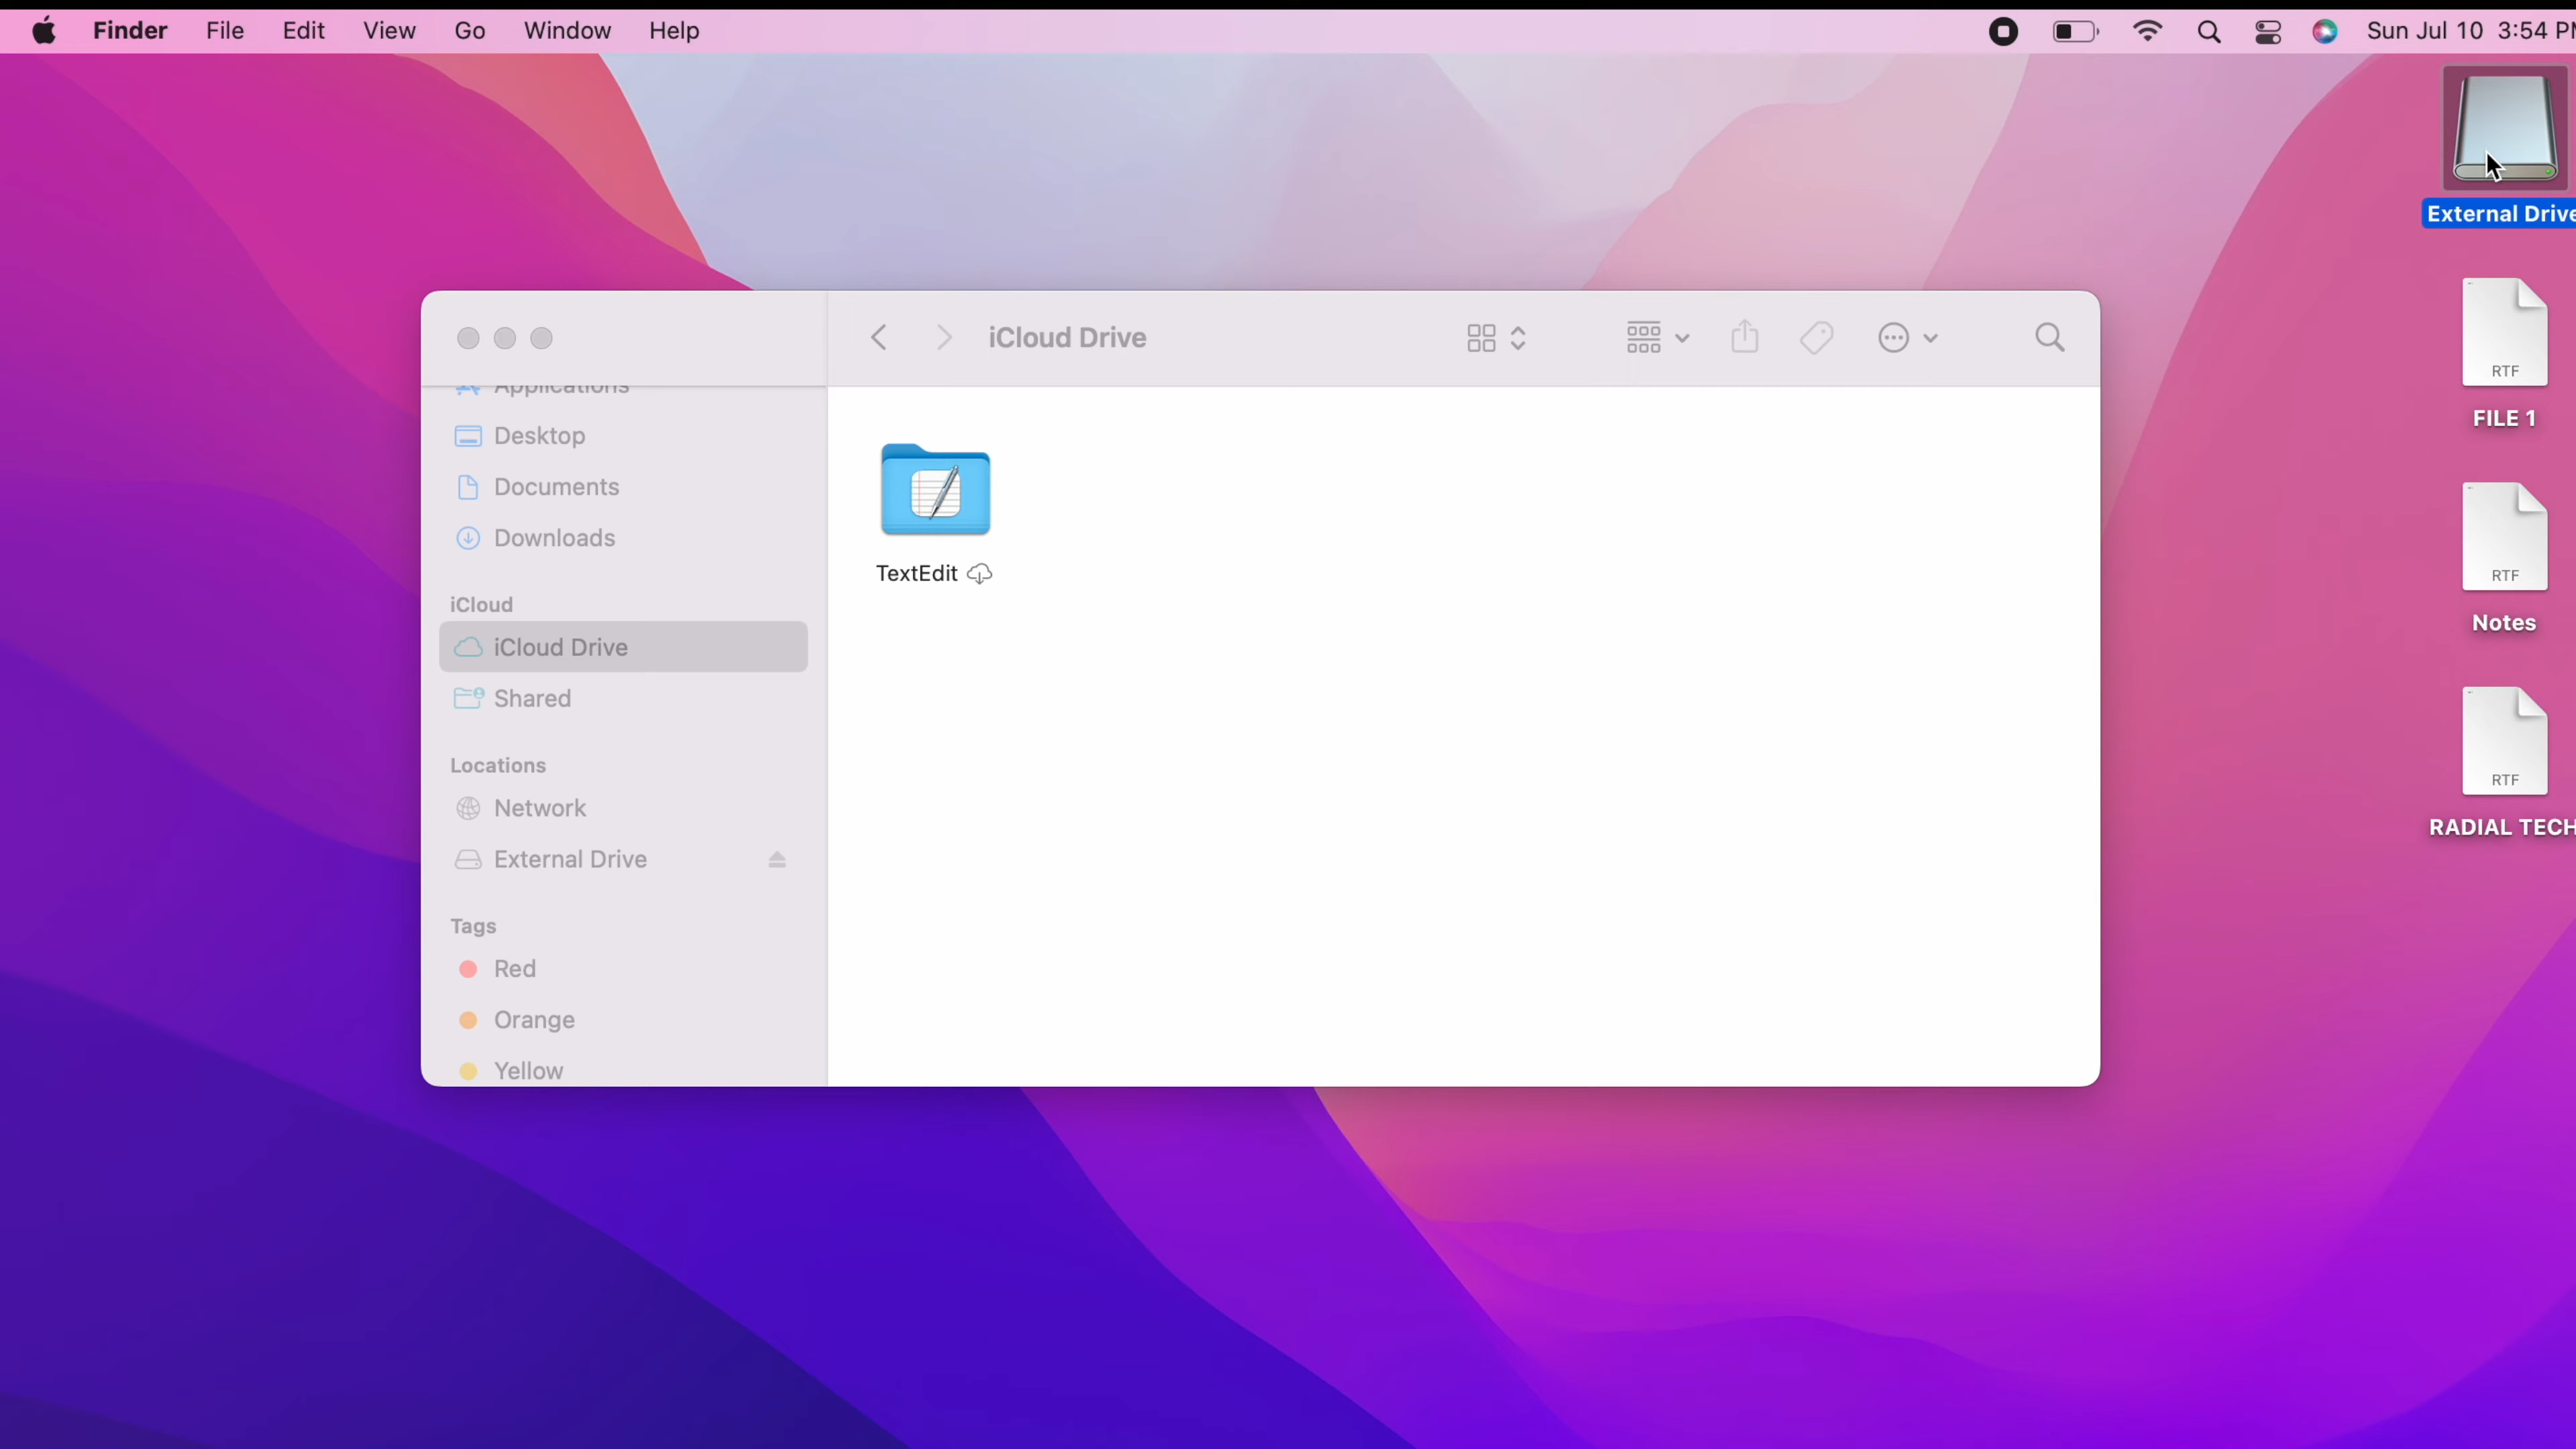 Finder File Edit View Go Window Help Sun Jul 10 3:54
External Drive
iCloud Drive
Applications
Desktop
Documents
Downloads
iCloud
iCloud Drive
Shared
Locations
Network
External Drive
Tags
Red
Orange
Yellow
TextEdit
RTF
FILE 1
RTF
Notes
RTF
RADIAL TECH